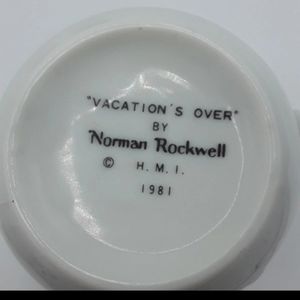 "VACATION'S OVER"
BY
Norman Rockwell
© H. M. I.
1981